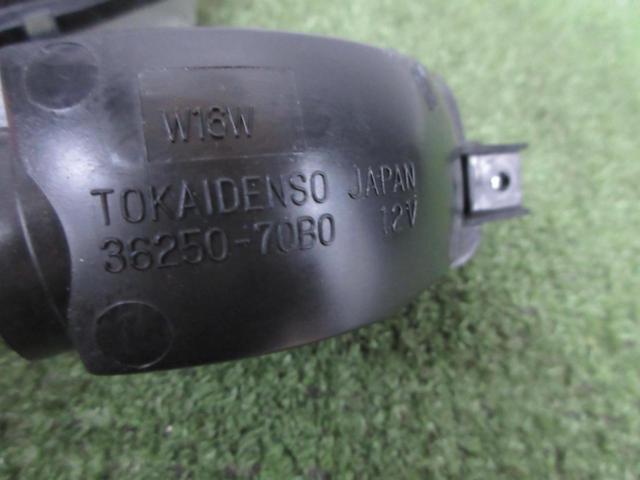 W16W
TOKAIDENSO JAPAN
36250-70B0 12V